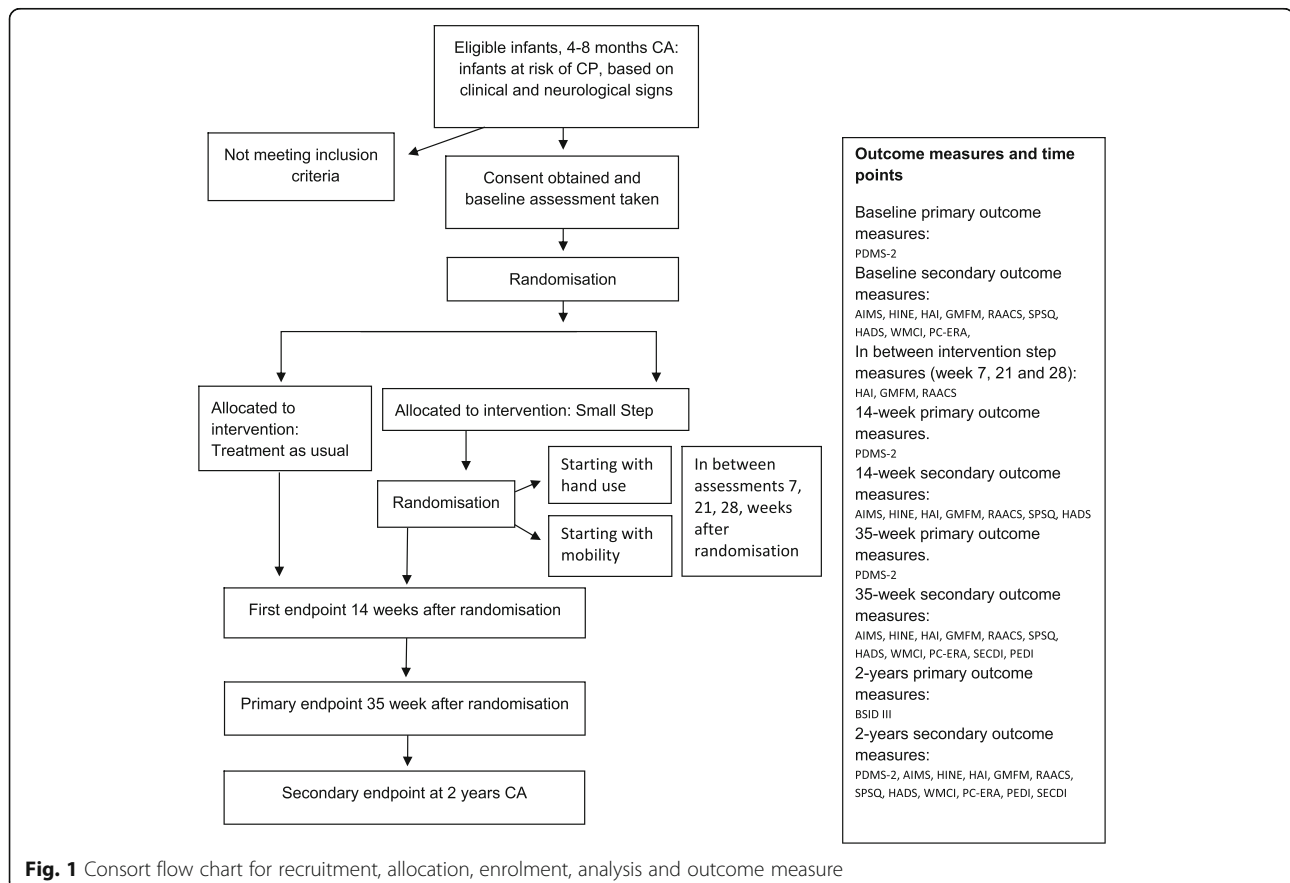 Eligible infants, 4-8 months CA:
infants at risk of CP, based on
clinical and neurological signs
Not meeting inclusion
criteria
Consent obtained and
baseline assessment taken
Randomisation
Allocated to
intervention:
Treatment as usual
Allocated to intervention: Small Step
Randomisation
Starting with
hand use
Starting with
mobility
In between
assessments 7,
21, 28, weeks
after
randomisation
First endpoint 14 weeks after randomisation
Primary endpoint 35 week after randomisation
Secondary endpoint at 2 years CA
Outcome measures and time
points
Baseline primary outcome
measures:
PDMS-2
Baseline secondary outcome
measures:
AIMS, HINE, HAI, GMFM, RAACS, SPSQ,
HADS, WMCI, PC-ERA,
In between intervention step
measures (week 7, 21 and 28):
HAI, GMFM, RAACS
14-week primary outcome
measures.
PDMS-2
14-week secondary outcome
measures:
AIMS, HINE, HAI, GMFM, RAACS, SPSQ, HADS
35-week primary outcome
measures.
PDMS-2
35-week secondary outcome
measures:
AIMS, HINE, HAI, GMFM, RAACS, SPSQ,
HADS, WMCI, PC-ERA, SECDI, PEDI
2-years primary outcome
measures:
BSID III
2-years secondary outcome
measures:
PDMS-2, AIMS, HINE, HAI, GMFM, RAACS,
SPSQ, HADS, WMCI, PC-ERA, PEDI, SECDI
Fig. 1 Consort flow chart for recruitment, allocation, enrolment, analysis and outcome measure